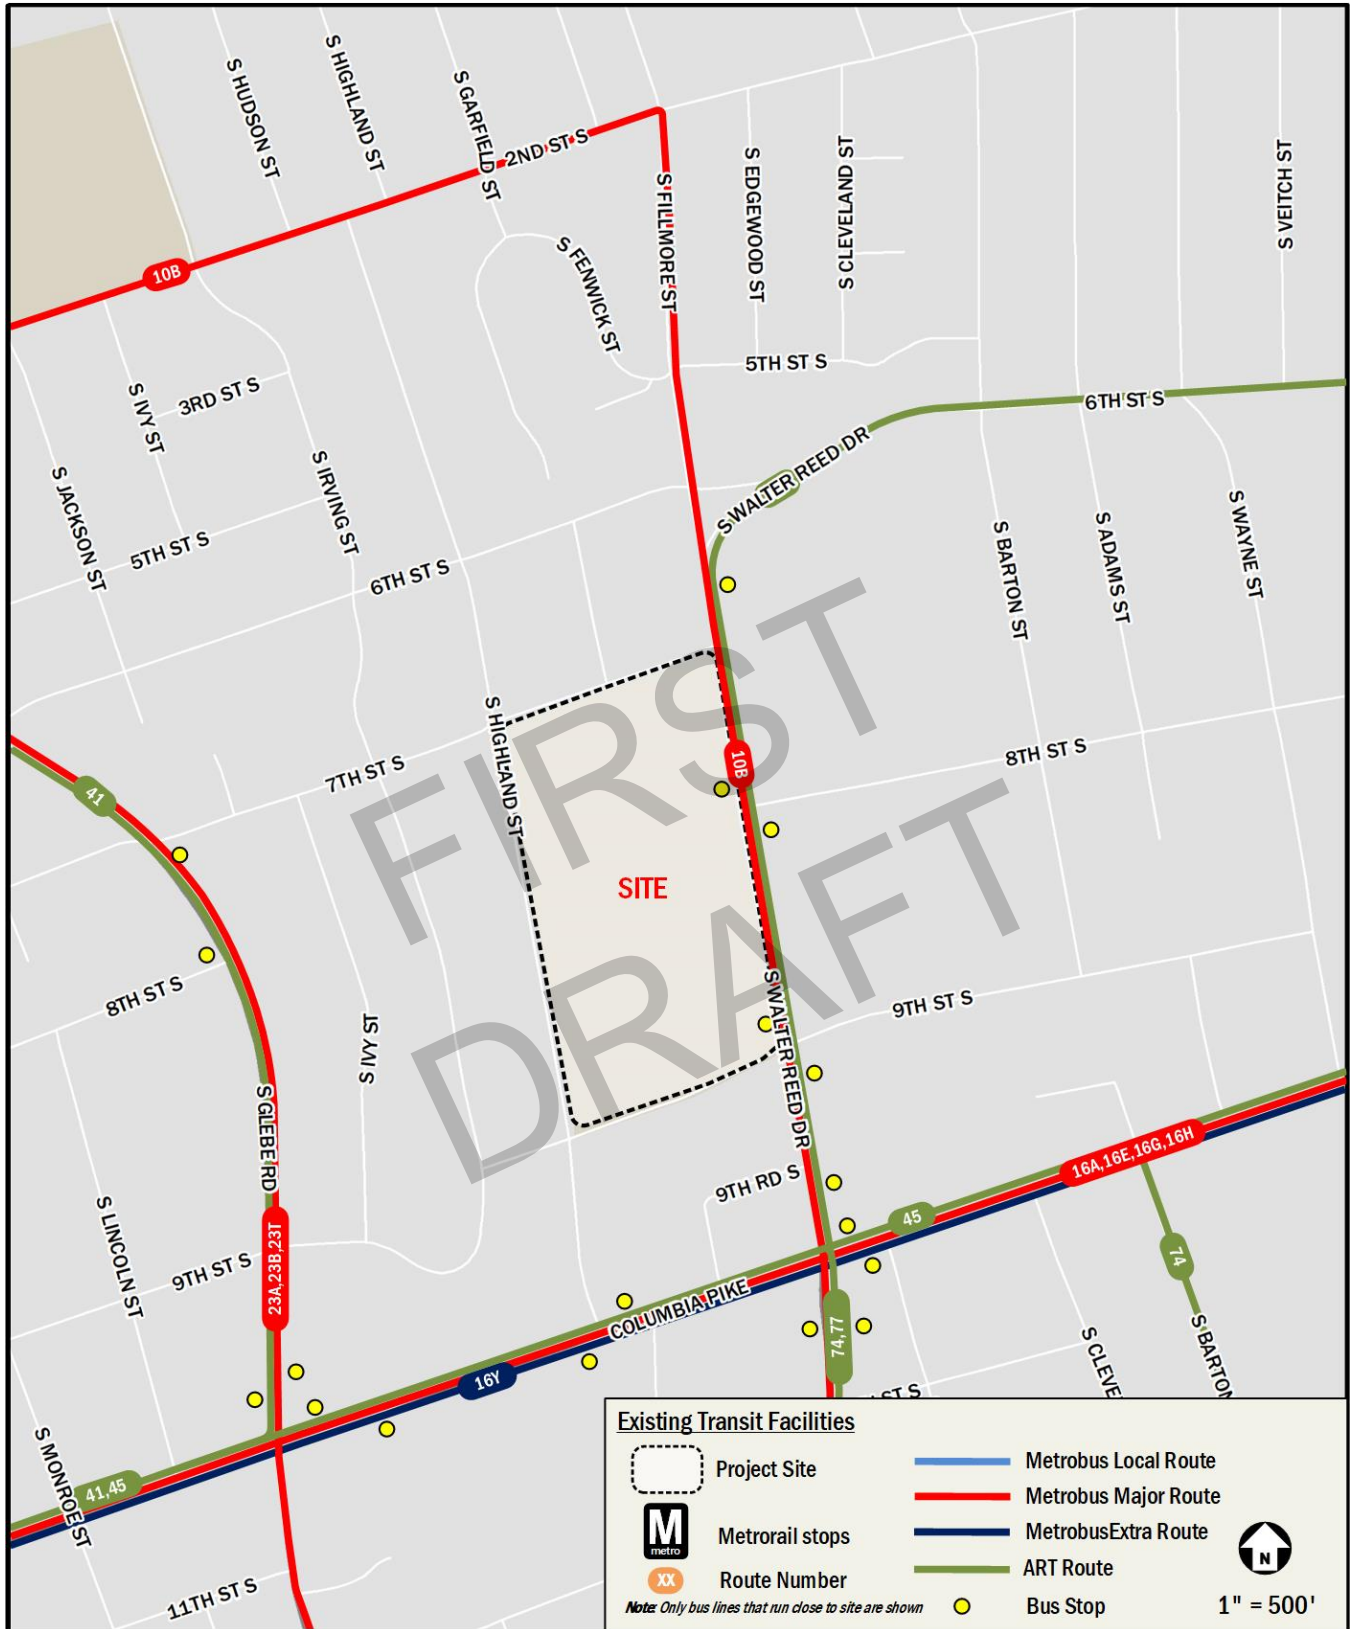 S HUDSON ST
S HIGHLAND ST
S GARFIELD ST
2ND ST S
S FILLMORE ST
S EDGEWOOD ST
S CLEVELAND ST
S VEITCH ST
S FENWICK ST
10B
5TH ST S
6TH ST S
S IVY ST
3RD ST S
S WALTER REED DR
S JACKSON ST
S IRVING ST
5TH ST S
6TH ST S
S BARTON ST
S ADAMS ST
S WAYNE ST
FIRST
DRAFT
S HIGHLAND ST
7TH ST S
10B
8TH ST S
41
SITE
8TH ST S
S IVY ST
S WALTER REED DR
9TH ST S
S GLEBE RD
16A,16E,16G,16H
9TH RD S
45
74
S LINCOLN ST
9TH ST S
23A,23B,23T
COLUMBIA PIKE
74,77
16Y
S CLEVE
S BARTON
ST S
S MONROE ST
41,45
11TH ST S
Existing Transit Facilities
Project Site
M
metro
Metrorail stops
XX
Route Number
Note: Only bus lines that run close to site are shown
Metrobus Local Route
Metrobus Major Route
MetrobusExtra Route
ART Route
Bus Stop
N
1" = 500'